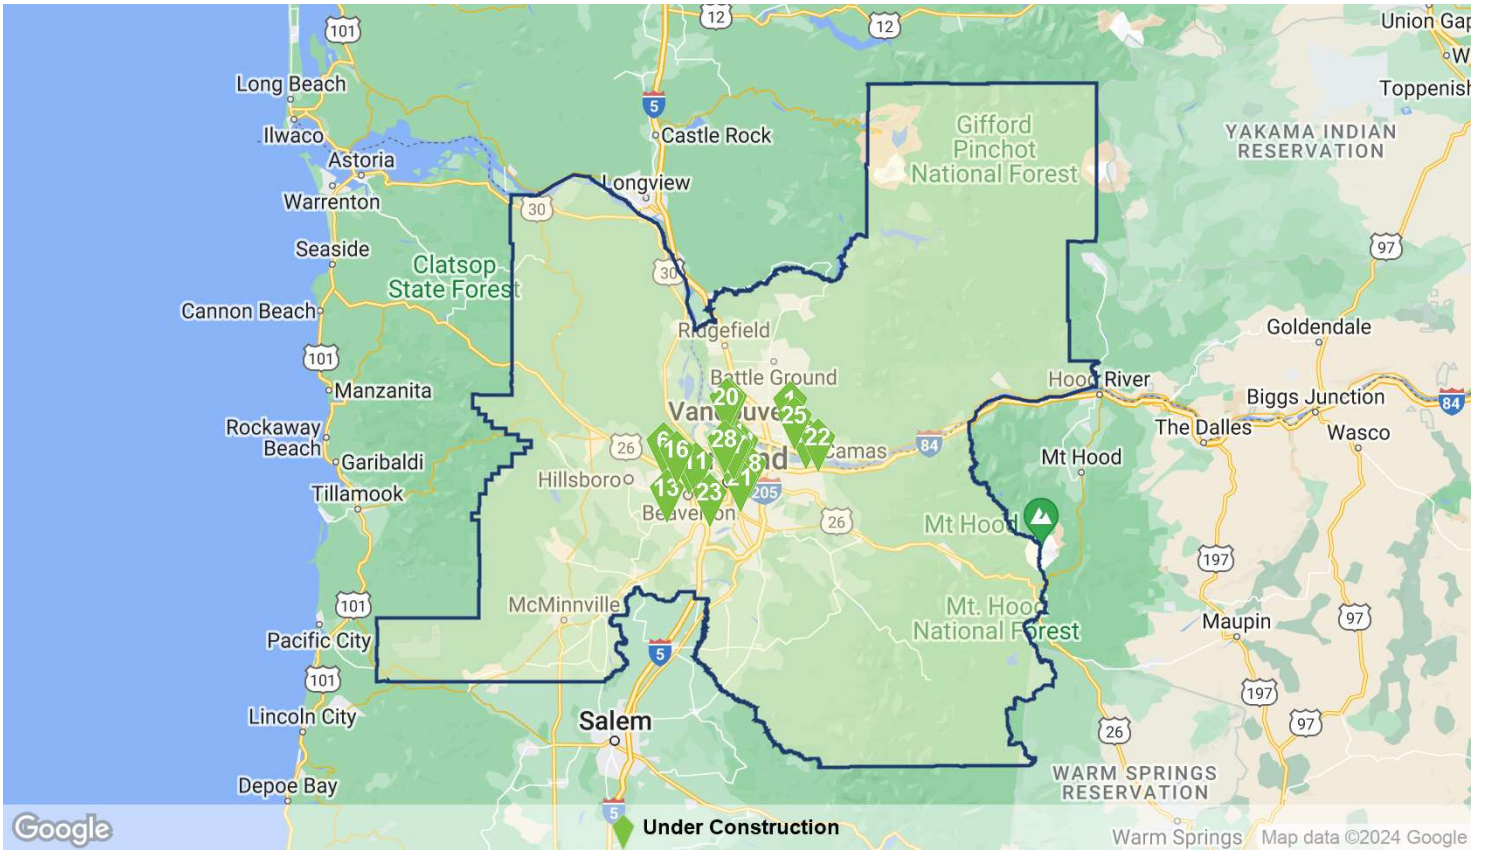 101
12
12
Union Gap
Long Beach
5
Toppenish
Ilwaco
Castle Rock
Gifford
Pinchot
National Forest
YAKAMA INDIAN
RESERVATION
Astoria
Longview
Warrenton
30
Seaside
97
Clatsop
State Forest
30
Cannon Beach
Ridgefield
Goldendale
101
Battle Ground
Hood River
Manzanita
20
1
Biggs Junction
84
25
Rockaway
Beach
The Dalles
Wasco
6
28
22
26
16
Camas
84
Garibaldi
11
8
Mt Hood
Hillsboro
Tillamook
13
23
21
205
Beaverton
26
Mt Hood
197
101
McMinnville
Mt. Hood
National Forest
97
Maupin
Pacific City
5
101
197
Lincoln City
Salem
97
26
Depoe Bay
WARM SPRINGS
RESERVATION
5
Google
Under Construction
Warm Springs
Map data ©2024 Google